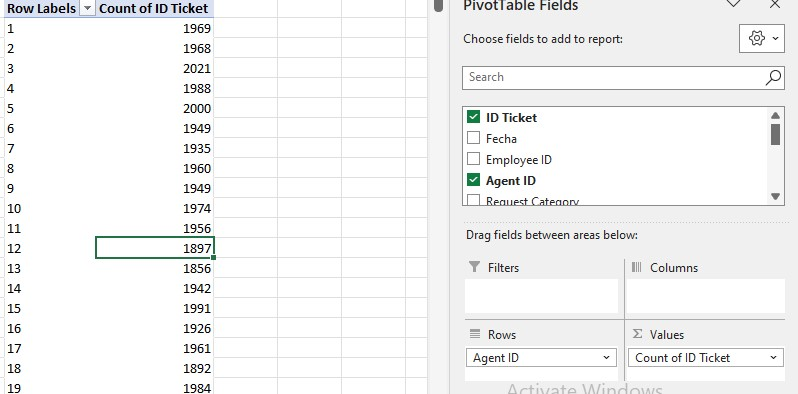 Row Labels Count of ID Ticket
1 1969
2 1968
3 2021
4 1988
5 2000
6 1949
7 1935
8 1960
9 1949
10 1974
11 1956
12 1897
13 1856
14 1942
15 1991
16 1926
17 1961
18 1892
19 1984
PivotTable Fields
Choose fields to add to report:
Search
ID Ticket
Fecha
Employee ID
Agent ID
Request Category
Drag fields between areas below:
Filters
Columns
Rows
Agent ID
Σ Values
Count of ID Ticket
Activate Windows